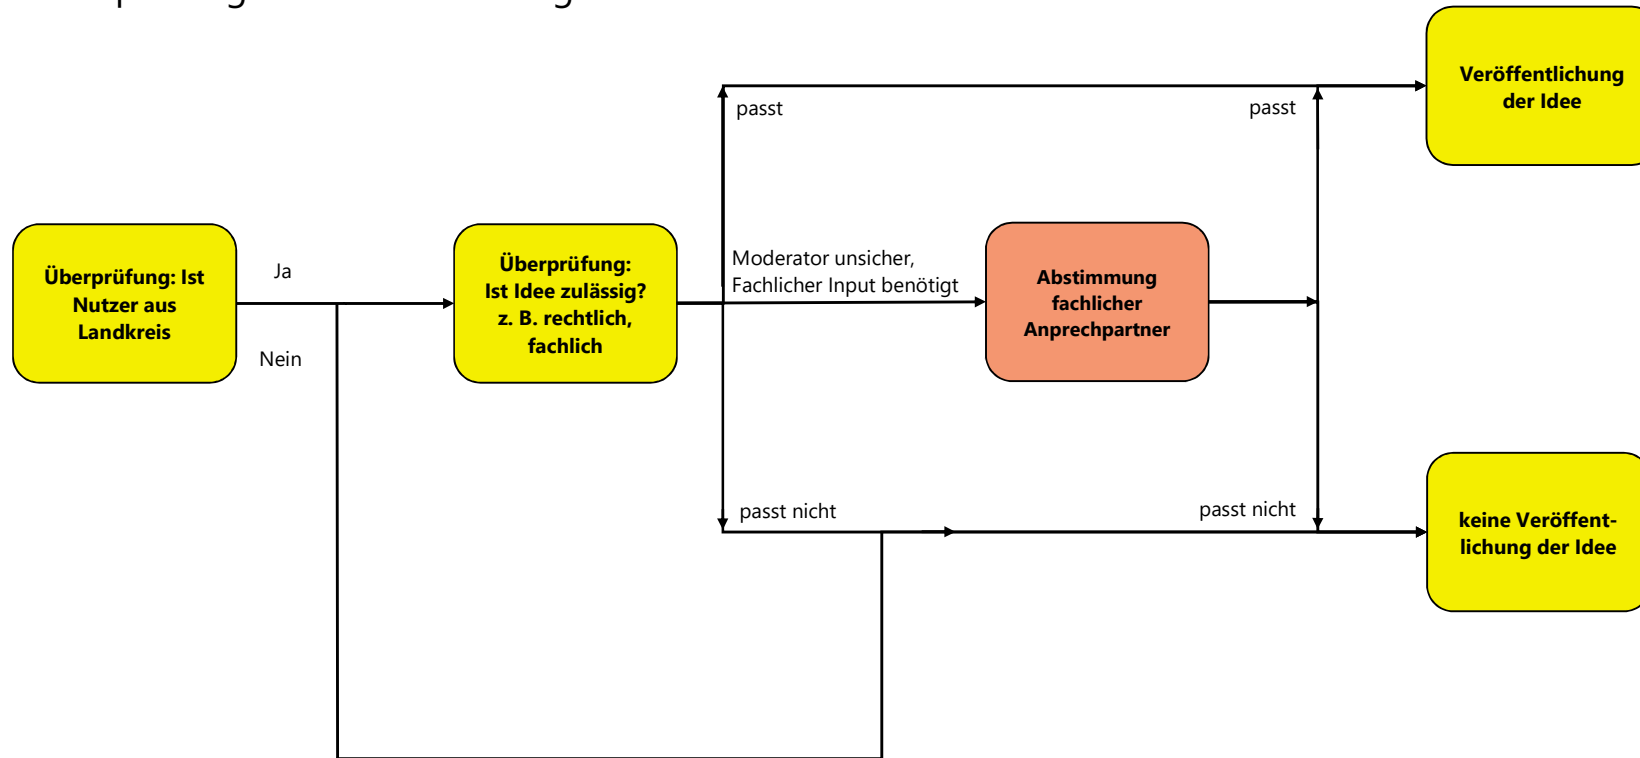 Überprüfung: Ist
Nutzer aus
Landkreis
Ja
Nein
Überprüfung:
Ist Idee zulässig?
z. B. rechtlich,
fachlich
passt
Moderator unsicher,
Fachlicher Input benötigt
passt nicht
Abstimmung
fachlicher
Anprechpartner
passt
passt nicht
Veröffentlichung
der Idee
keine Veröffent-
lichung der Idee